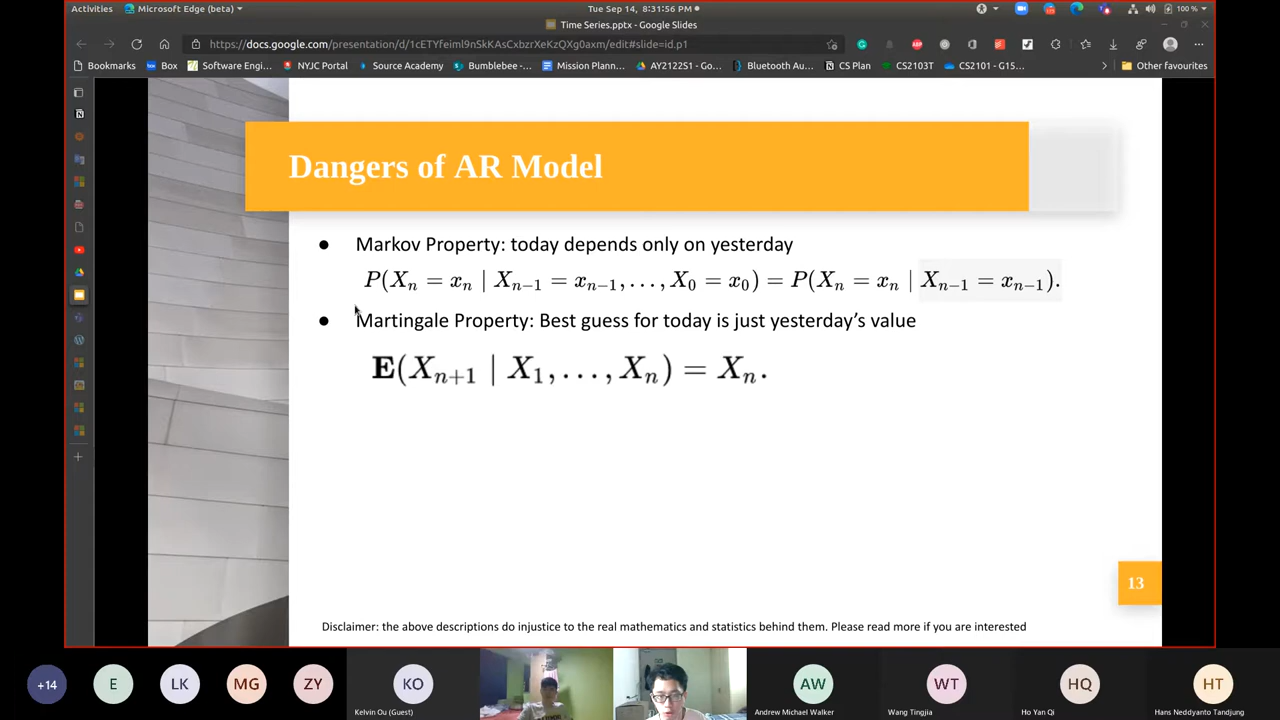 Activities Microsoft Edge (beta) Tue Sep 14, 8:31:56 PM 100 %
Time Series.pptx - Google Slides
https://docs.google.com/presentation/d/1cETYfeiml9nSkKAsCxbzrXeKzQXg0axm/edit#slide=id.p1
Bookmarks Box Software Engi... NYJC Portal Source Academy Bumblebee -... Mission Plann... AY2122S1 - Go... Bluetooth Au... CS Plan CS2103T CS2101 - G15... Other favourites
Dangers of AR Model
● Markov Property: today depends only on yesterday
P(Xₙ = xₙ | Xₙ₋₁ = xₙ₋₁, . . . , X₀ = x₀) = P(Xₙ = xₙ | Xₙ₋₁ = xₙ₋₁).
● Martingale Property: Best guess for today is just yesterday's value
E(Xₙ₊₁ | X₁, . . . , Xₙ) = Xₙ.
13
Disclaimer: the above descriptions do injustice to the real mathematics and statistics behind them. Please read more if you are interested
+14 E LK MG ZY KO AW WT HQ HT
Kelvin Ou (Guest) Andrew Michael Walker Wang Tingjia Ho Yan Qi Hans Neddyanto Tandjung